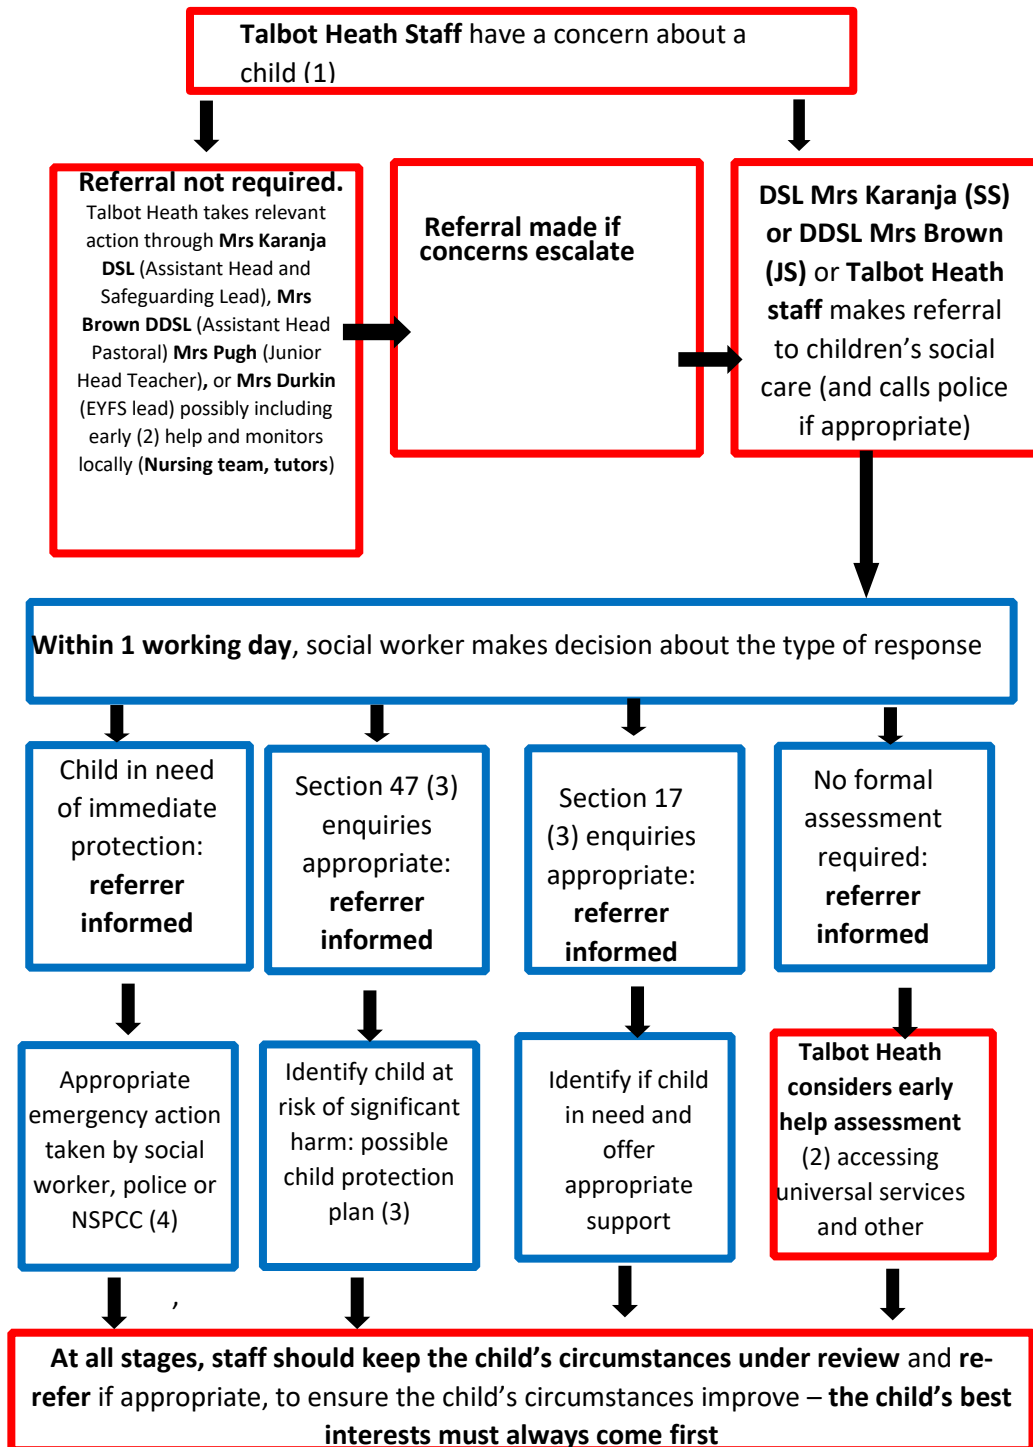 Talbot Heath Staff have a concern about a
child (1)
Referral not required.
Talbot Heath takes relevant
action through Mrs Karanja
DSL (Assistant Head and
Safeguarding Lead), Mrs
Brown DDSL (Assistant Head
Pastoral) Mrs Pugh (Junior
Head Teacher), or Mrs Durkin
(EYFS lead) possibly including
early (2) help and monitors
locally (Nursing team, tutors)
Referral made if
concerns escalate
DSL Mrs Karanja (SS)
or DDSL Mrs Brown
(JS) or Talbot Heath
staff makes referral
to children’s social
care (and calls police
if appropriate)
Within 1 working day, social worker makes decision about the type of response
Child in need
of immediate
protection:
referrer
informed
Section 47 (3)
enquiries
appropriate:
referrer
informed
Section 17
(3) enquiries
appropriate:
referrer
informed
No formal
assessment
required:
referrer
informed
Appropriate
emergency action
taken by social
worker, police or
NSPCC (4)
Identify child at
risk of significant
harm: possible
child protection
plan (3)
Identify if child
in need and
offer
appropriate
support
Talbot Heath
considers early
help assessment
(2) accessing
universal services
and other
,
At all stages, staff should keep the child’s circumstances under review and re-
refer if appropriate, to ensure the child’s circumstances improve – the child’s best
interests must always come first